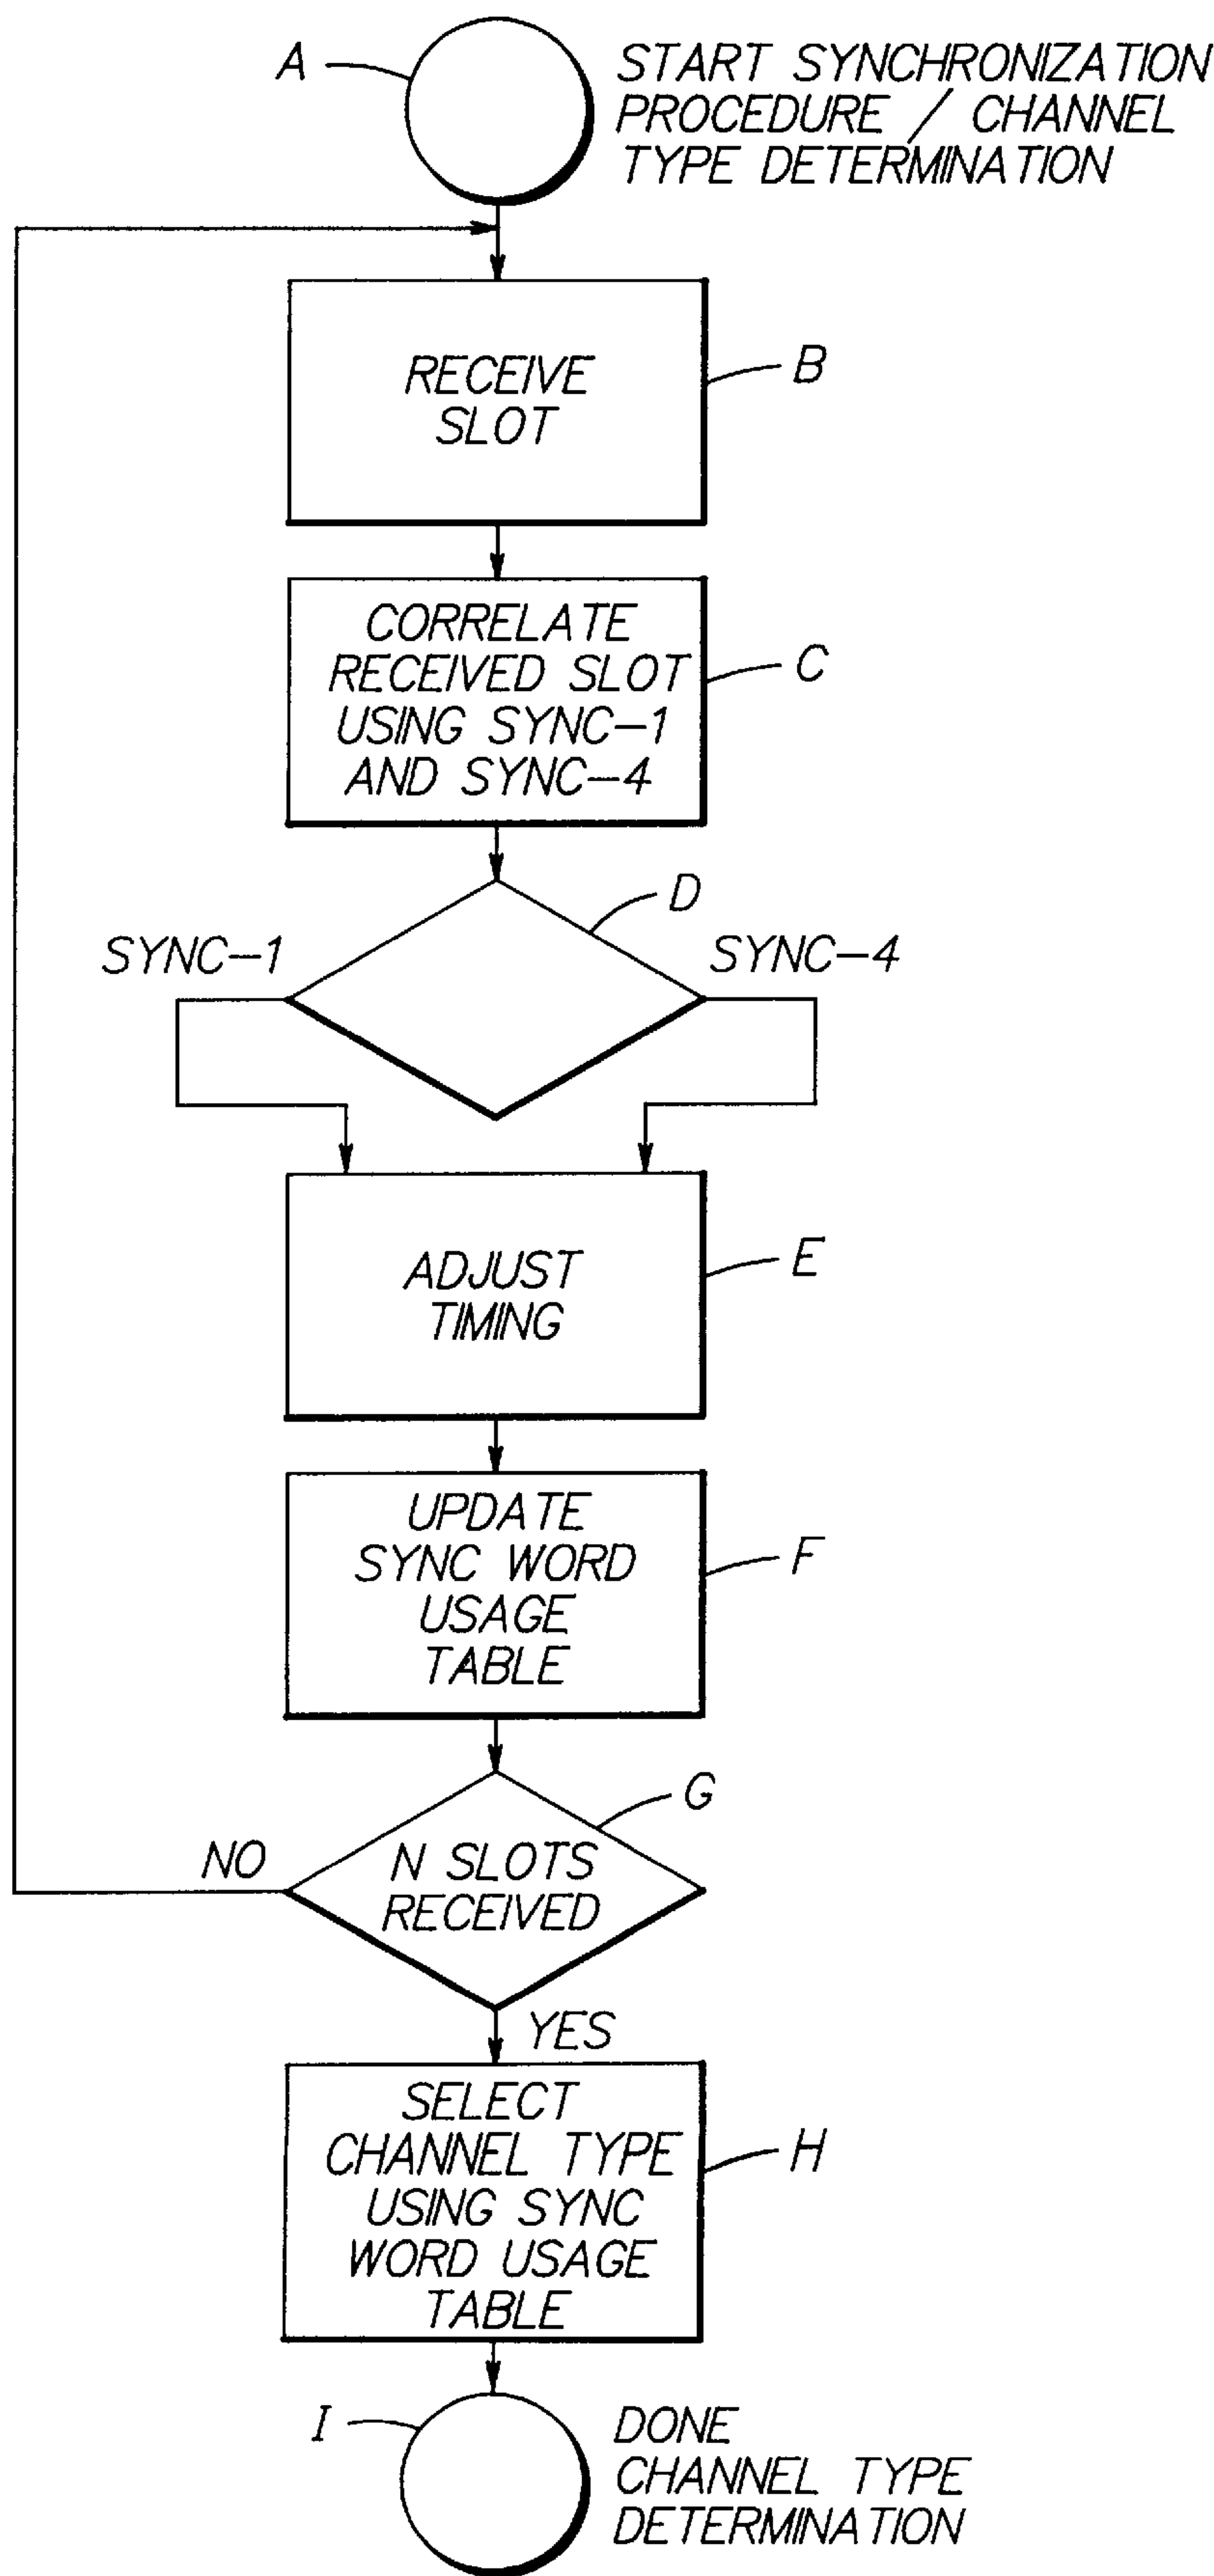 A
START SYNCHRONIZATION
PROCEDURE / CHANNEL
TYPE DETERMINATION
RECEIVE
SLOT
B
CORRELATE
RECEIVED SLOT
USING SYNC-1
AND SYNC-4
C
D
SYNC-1
SYNC-4
ADJUST
TIMING
E
UPDATE
SYNC WORD
USAGE
TABLE
F
G
NO
N SLOTS
RECEIVED
YES
SELECT
CHANNEL TYPE
USING SYNC
WORD USAGE
TABLE
H
I
DONE
CHANNEL TYPE
DETERMINATION